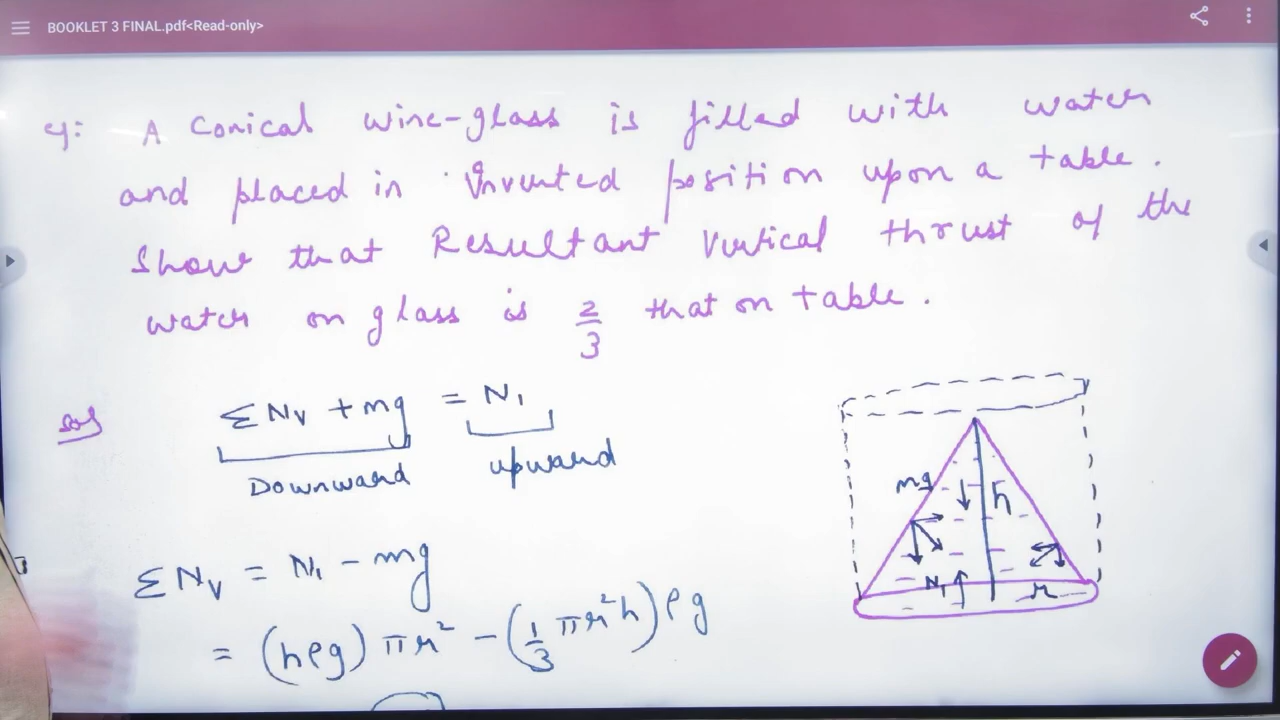 BOOKLET 3 FINAL.pdf<Read-only>
eg: A Conical wine-glass is filled with water
and placed in inverted position upon a table.
Show that Resultant Vertical thrust of the
water on glass is 2/3 that on table.
Sol ΣNv + mg = N₁
Downward upward
ΣNv = N₁ - mg
= (hρg) πr² - (1/3 πr²h) ρg
mg
h
N₁
r